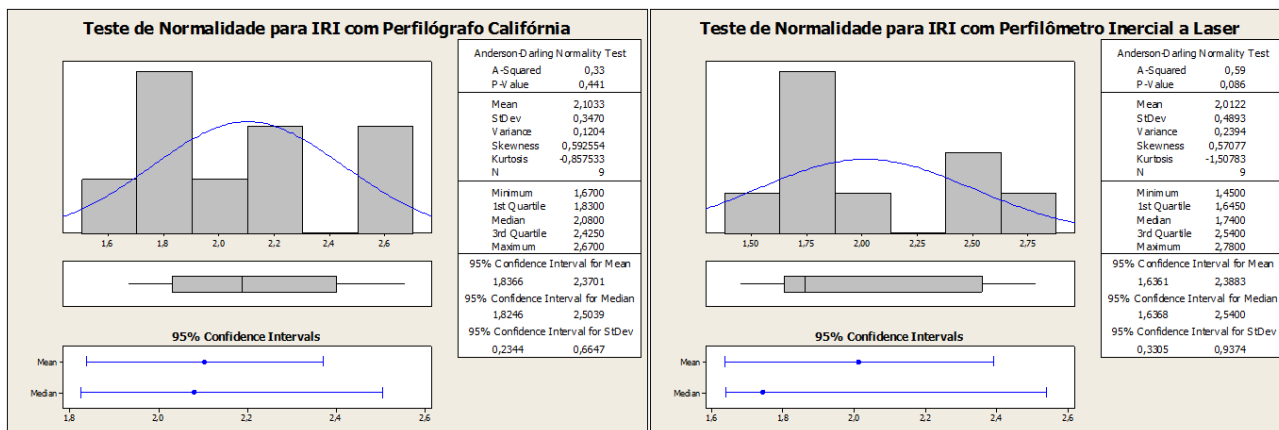 Teste de Normalidade para IRI com Perfilógrafo Califórnia
Anderson-Darling Normality Test
A-Squared 0,33
P-Value 0,441
Mean 2,1033
StDev 0,3470
Variance 0,1204
Skewness 0,592554
Kurtosis -0,857533
N 9
Minimum 1,6700
1st Quartile 1,8300
Median 2,0800
3rd Quartile 2,4250
Maximum 2,6700
95% Confidence Interval for Mean
1,8366 2,3701
95% Confidence Interval for Median
1,8246 2,5039
95% Confidence Interval for StDev
0,2344 0,6647
1,6 1,8 2,0 2,2 2,4 2,6
95% Confidence Intervals
Mean
Median
1,8 2,0 2,2 2,4 2,6
Teste de Normalidade para IRI com Perfilômetro Inercial a Laser
Anderson-Darling Normality Test
A-Squared 0,59
P-Value 0,086
Mean 2,0122
StDev 0,4893
Variance 0,2394
Skewness 0,57077
Kurtosis -1,50783
N 9
Minimum 1,4500
1st Quartile 1,6450
Median 1,7400
3rd Quartile 2,5400
Maximum 2,7800
95% Confidence Interval for Mean
1,6361 2,3883
95% Confidence Interval for Median
1,6368 2,5400
95% Confidence Interval for StDev
0,3305 0,9374
1,50 1,75 2,00 2,25 2,50 2,75
95% Confidence Intervals
Mean
Median
1,6 1,8 2,0 2,2 2,4 2,6